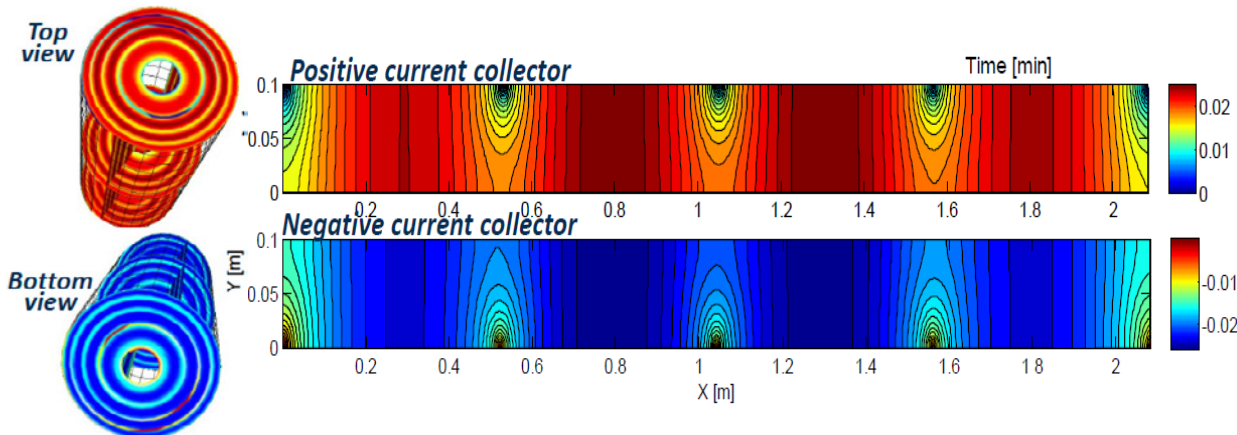 Top
view
Positive current collector
Time [min]
0.1
0.05
0
0.2 0.4 0.6 0.8 1 1.2 1.4 1.6 1.8 2
0.02
0.01
0
Negative current collector
Bottom
view
Y [m]
0.1
0.05
0
0.2 0.4 0.6 0.8 1 1.2 1.4 1.6 1.8 2
X [m]
-0.01
-0.02